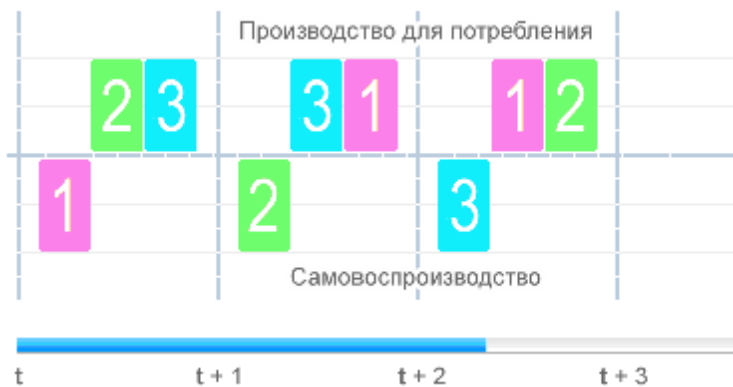 Производство для потребления
2 3 3 1 1 2
1 2 3
Самовоспроизводство
t t + 1 t + 2 t + 3